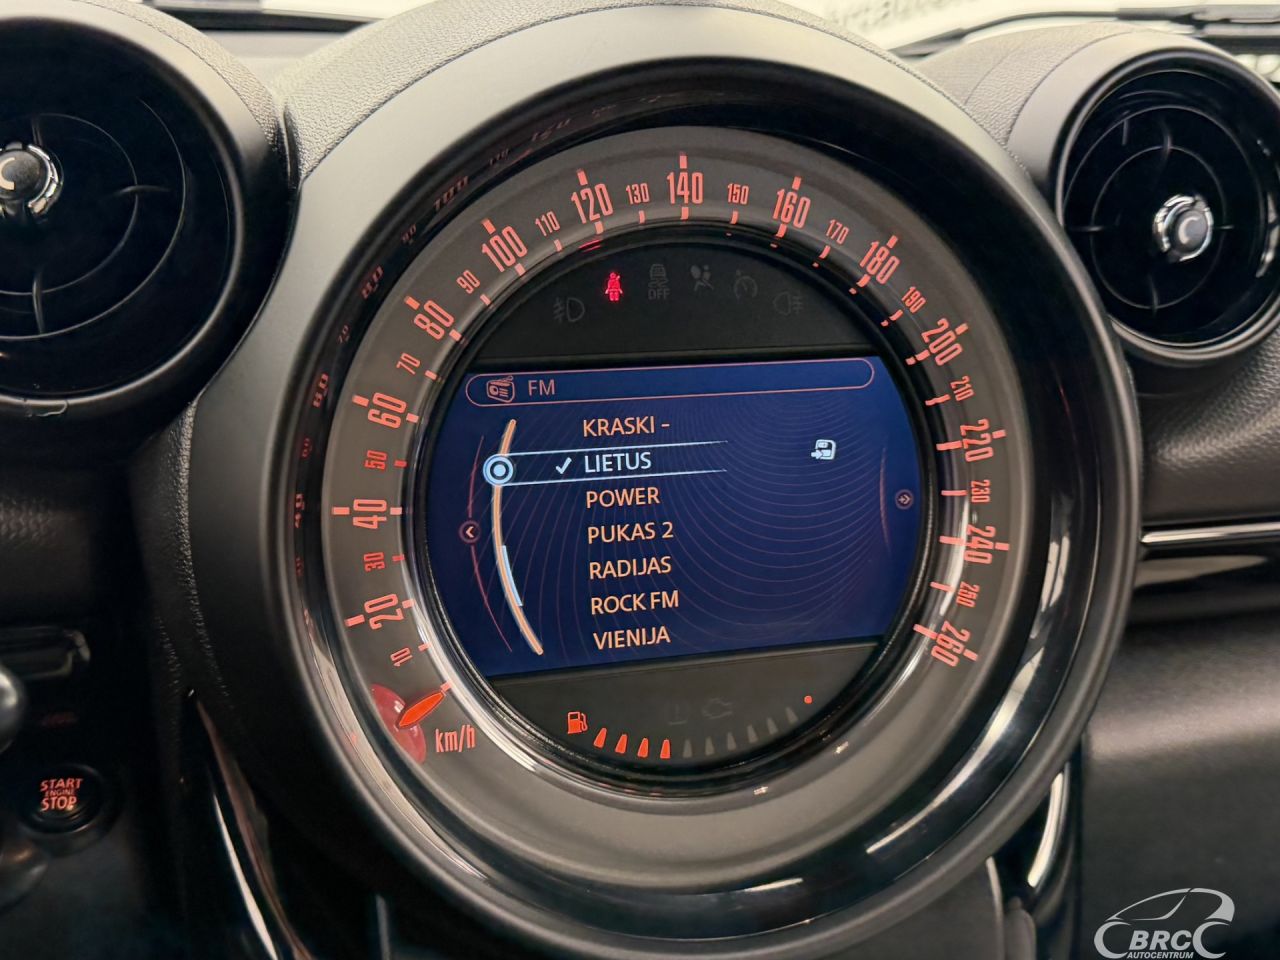 10
20
30
40
50
60
70
80
90
100
110
120
130
140
150
160
170
180
190
200
210
220
230
240
250
260
km/h
OFF
FM
KRASKI -
LIETUS
POWER
PUKAS 2
RADIJAS
ROCK FM
VIENIJA
START
ENGINE
STOP
BRC
AUTOCENTRUM